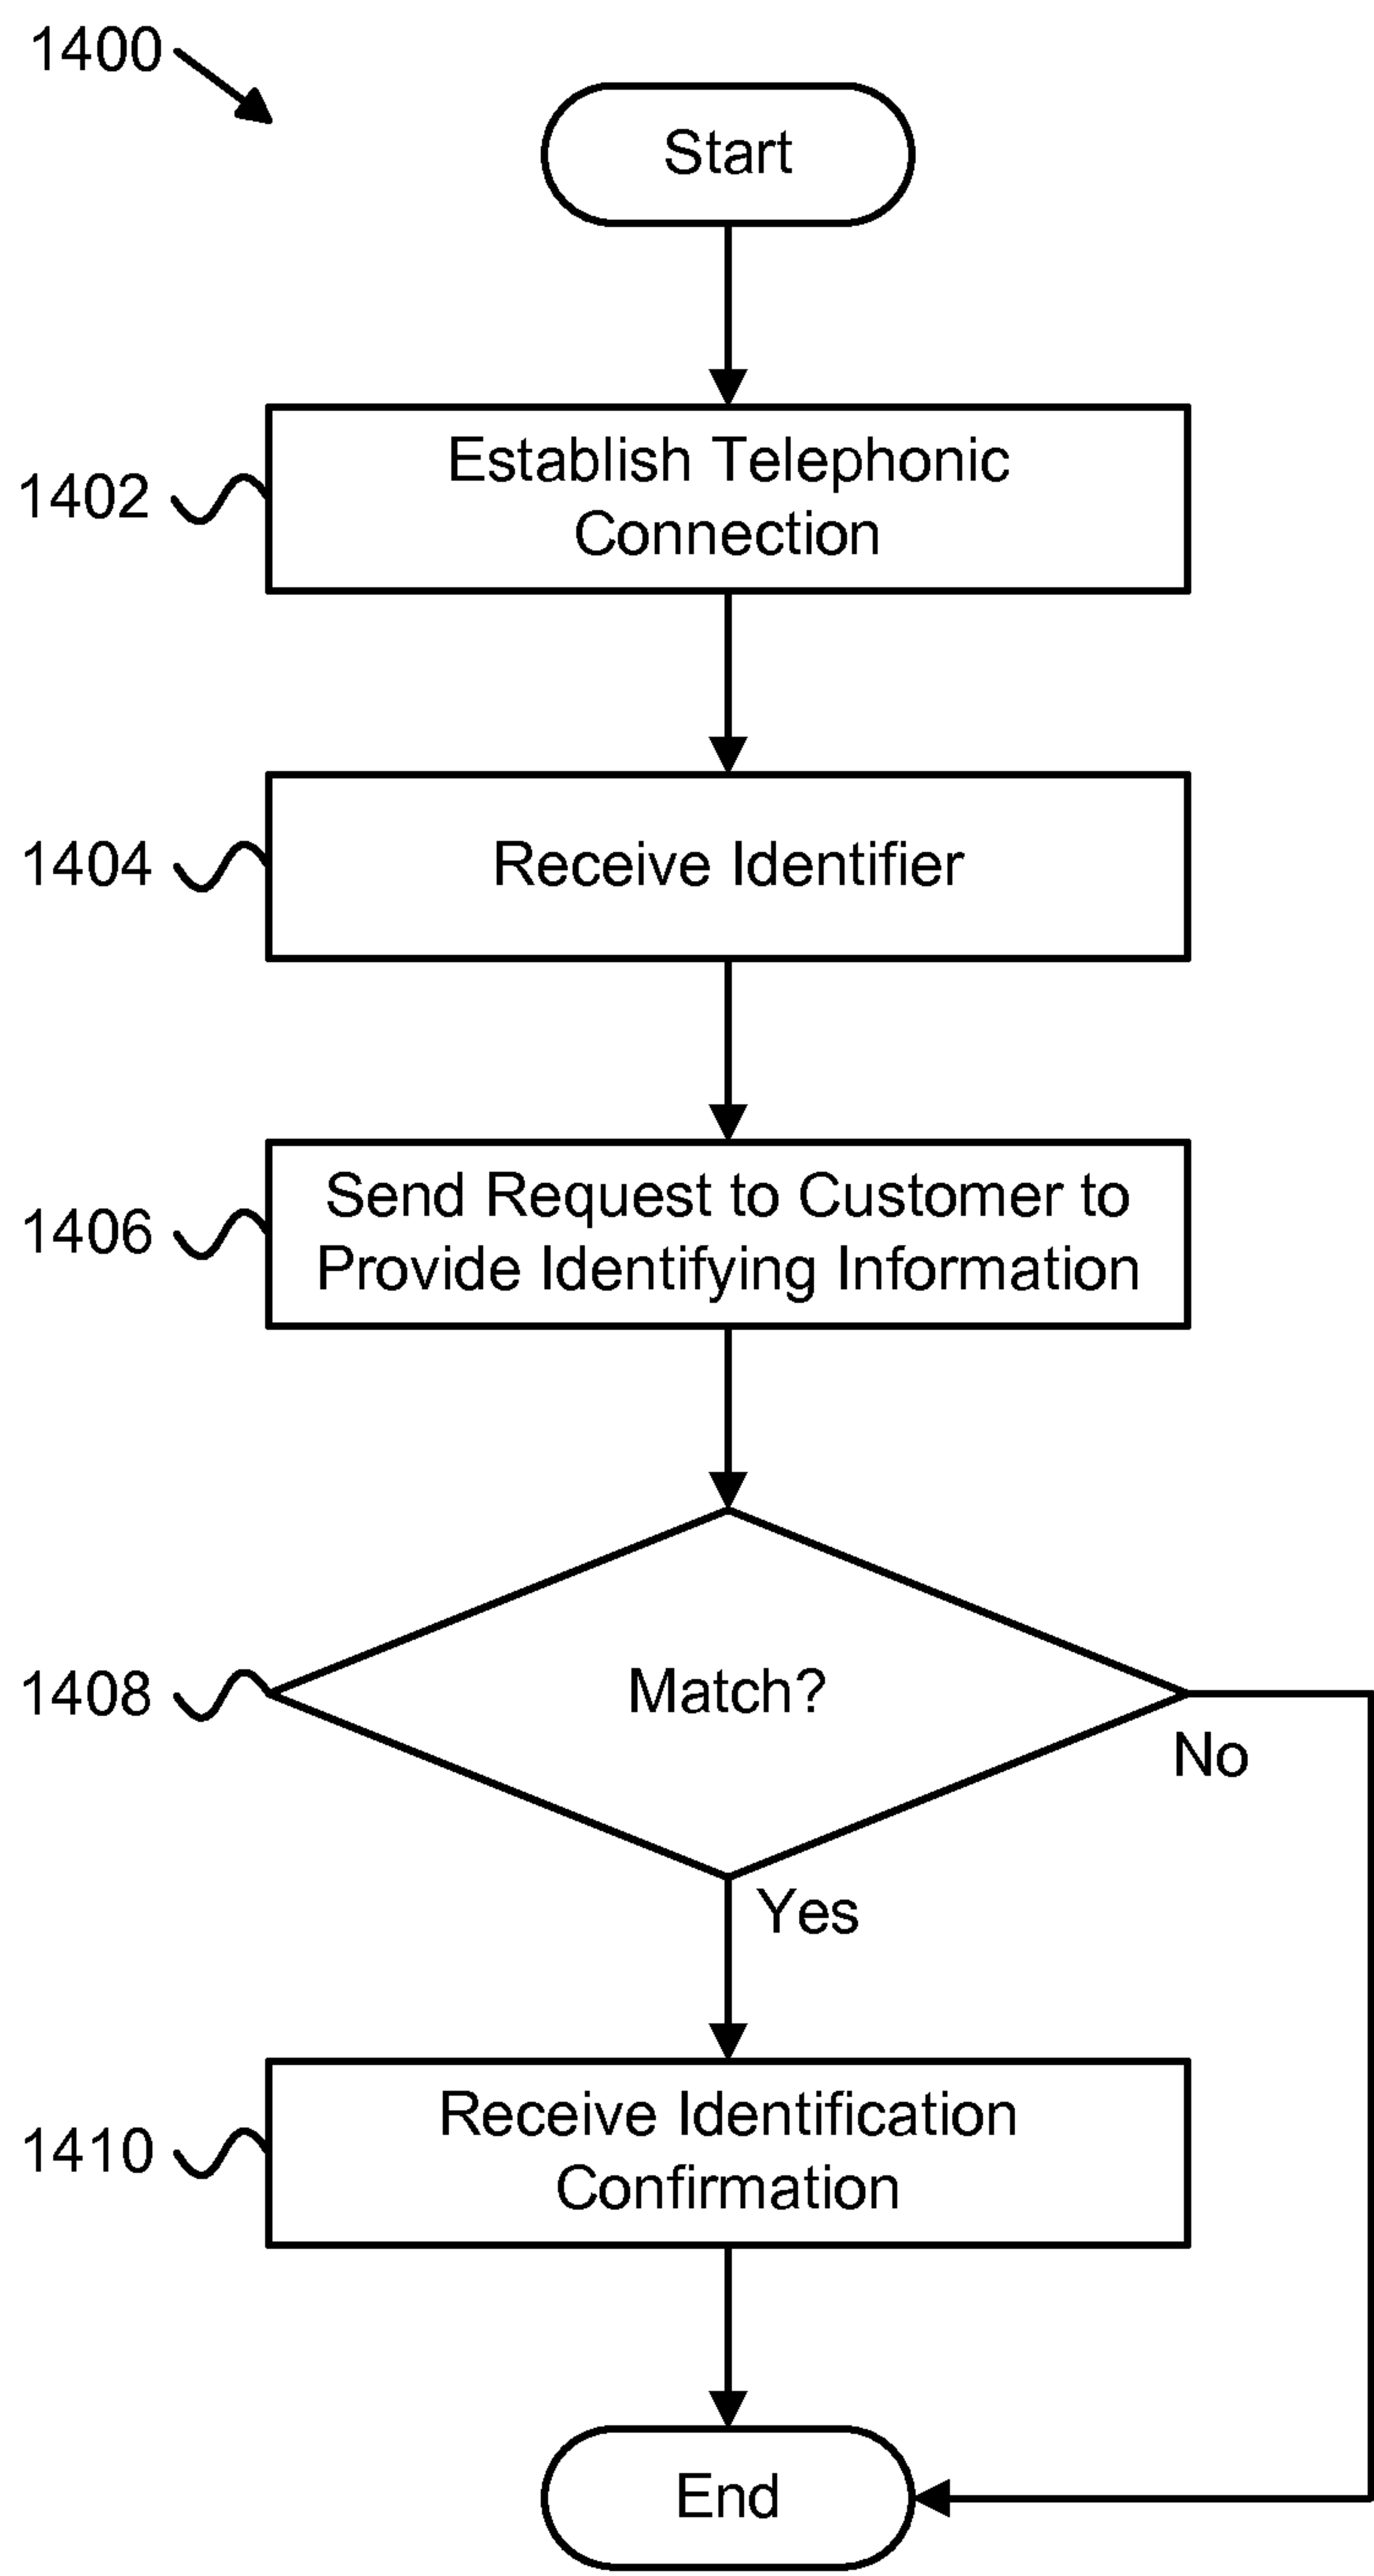 1400
Start
1402
Establish Telephonic
Connection
1404
Receive Identifier
1406
Send Request to Customer to
Provide Identifying Information
1408
Match?
No
Yes
1410
Receive Identification
Confirmation
End